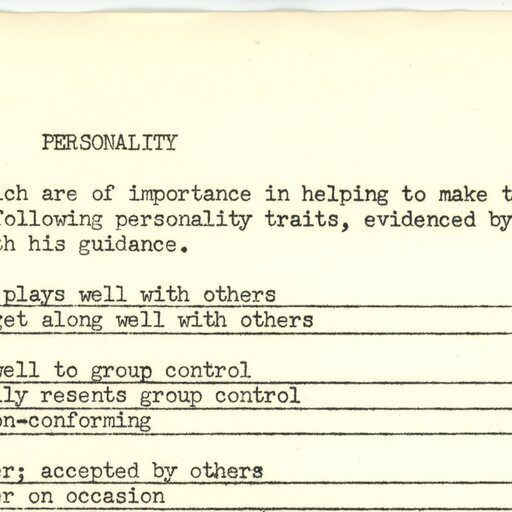 PERSONALITY
ich are of importance in helping to make t
following personality traits, evidenced by
th his guidance.
plays well with others
get along well with others
well to group control
lly resents group control
on-conforming
er; accepted by others
er on occasion